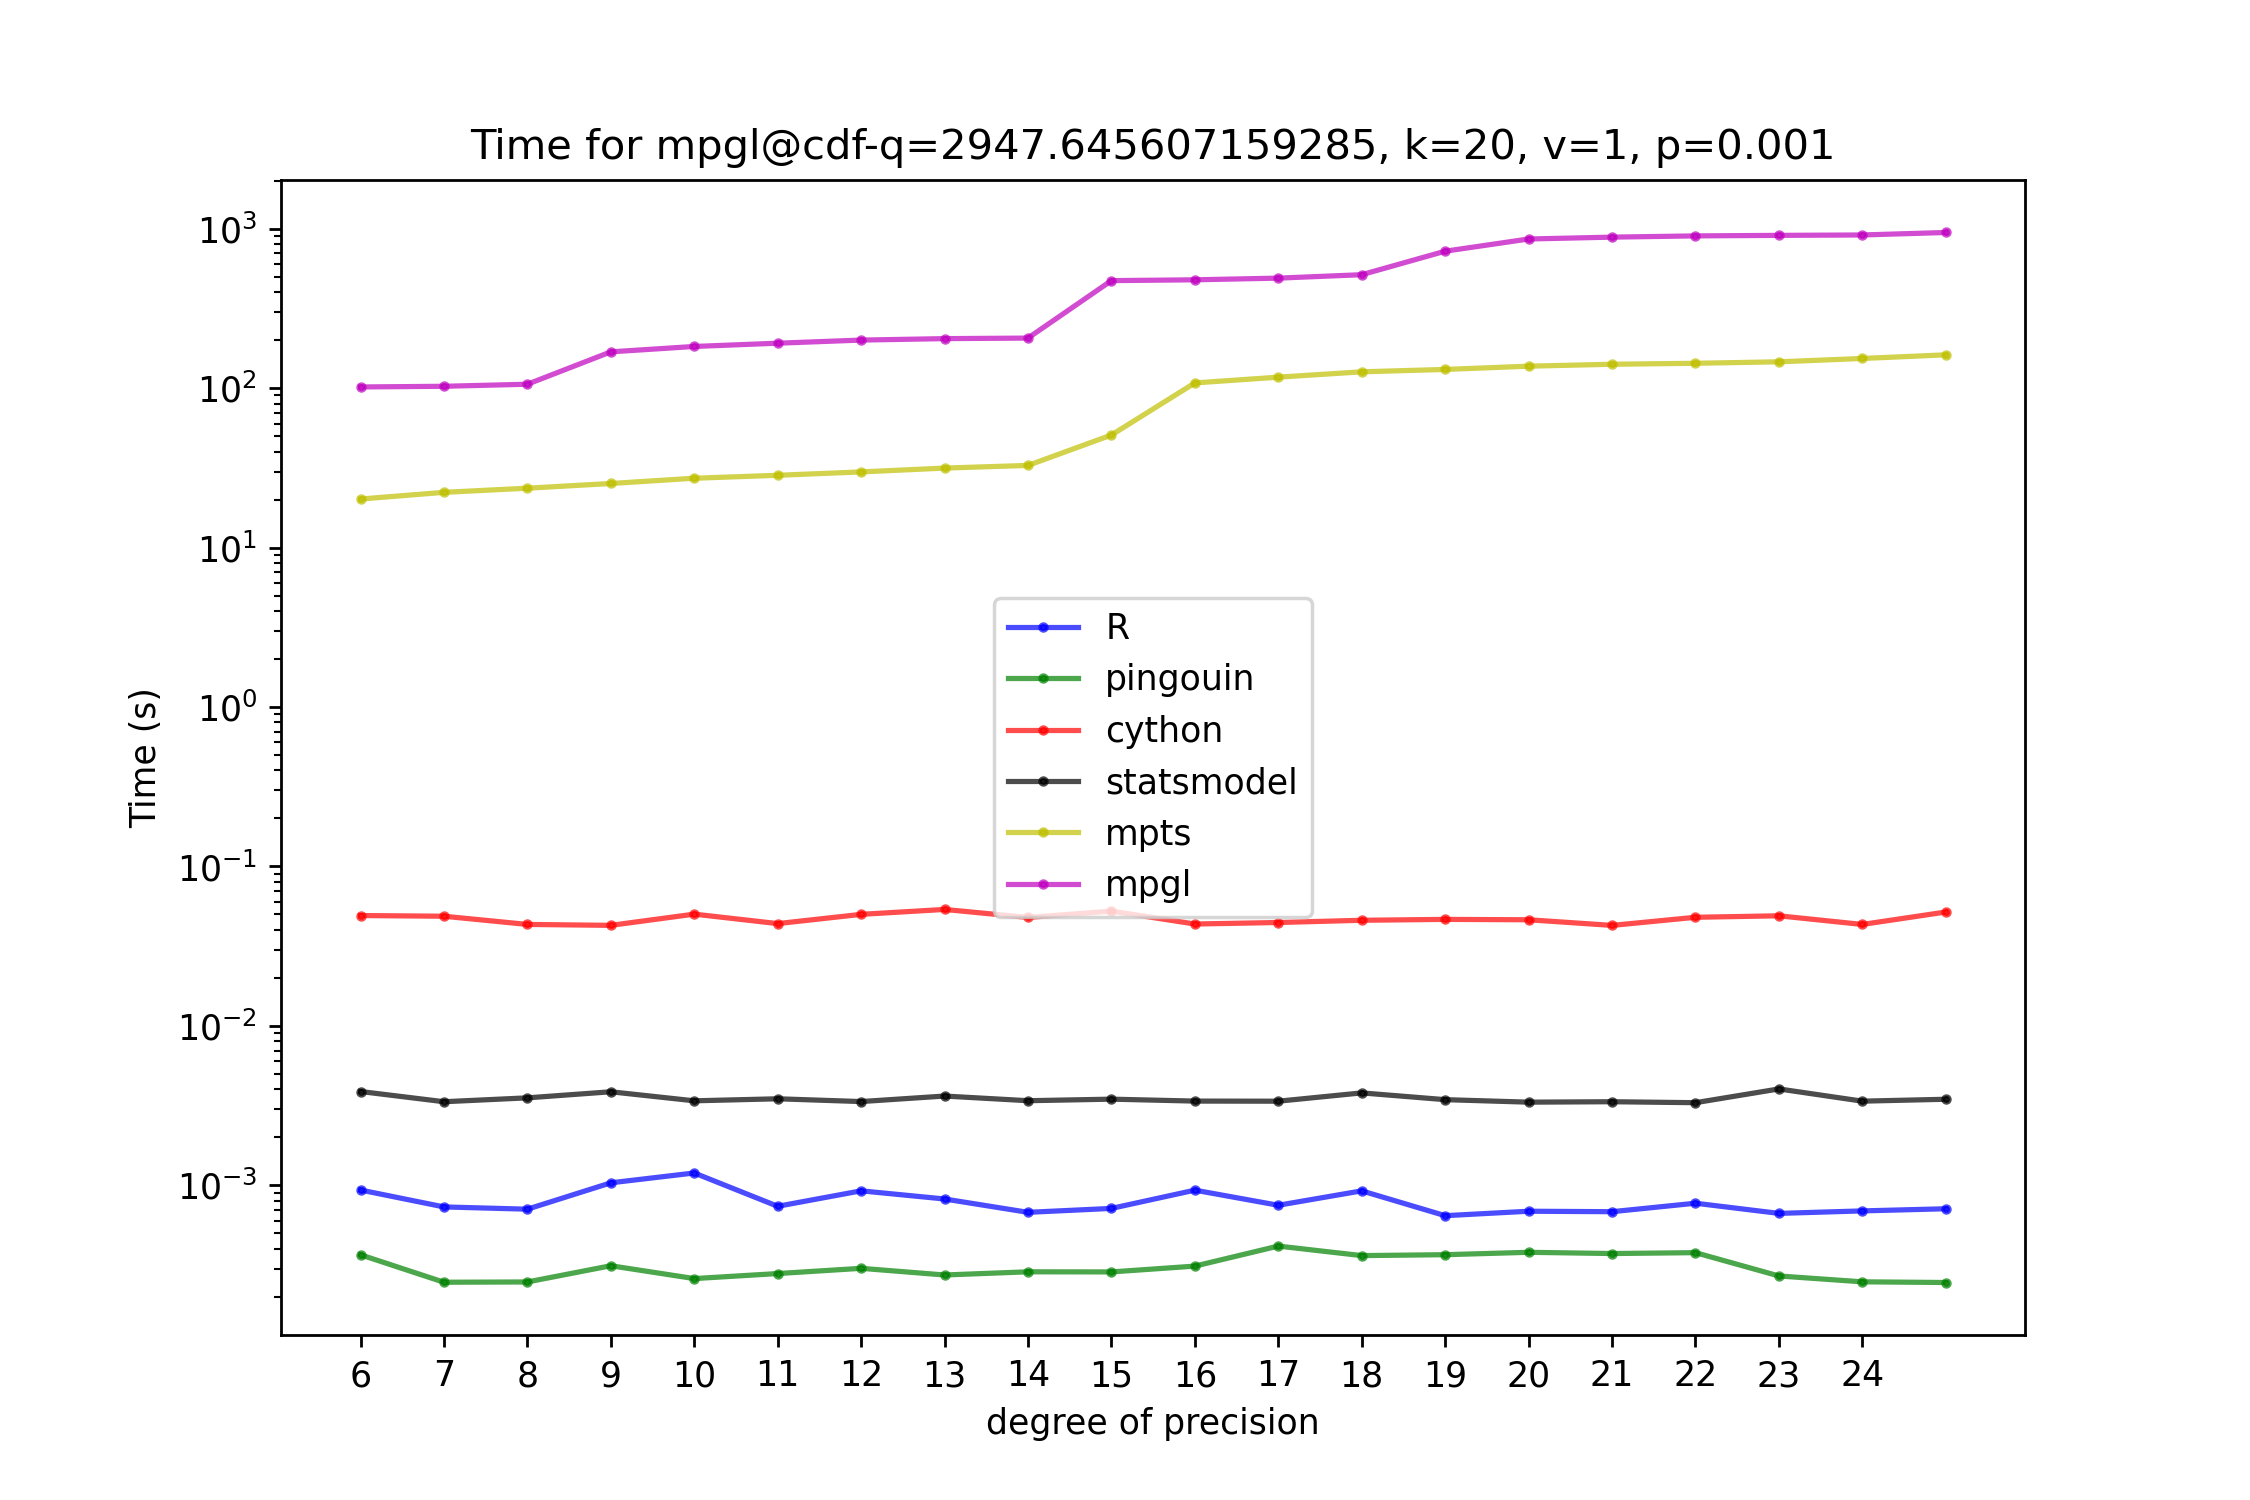 Time for mpgl@cdf-q=2947.645607159285, k=20, v=1, p=0.001
10³
10²
10¹
10⁰
10⁻¹
10⁻²
10⁻³
Time (s)
R
pingouin
cython
statsmodel
mpts
mpgl
6 7 8 9 10 11 12 13 14 15 16 17 18 19 20 21 22 23 24
degree of precision